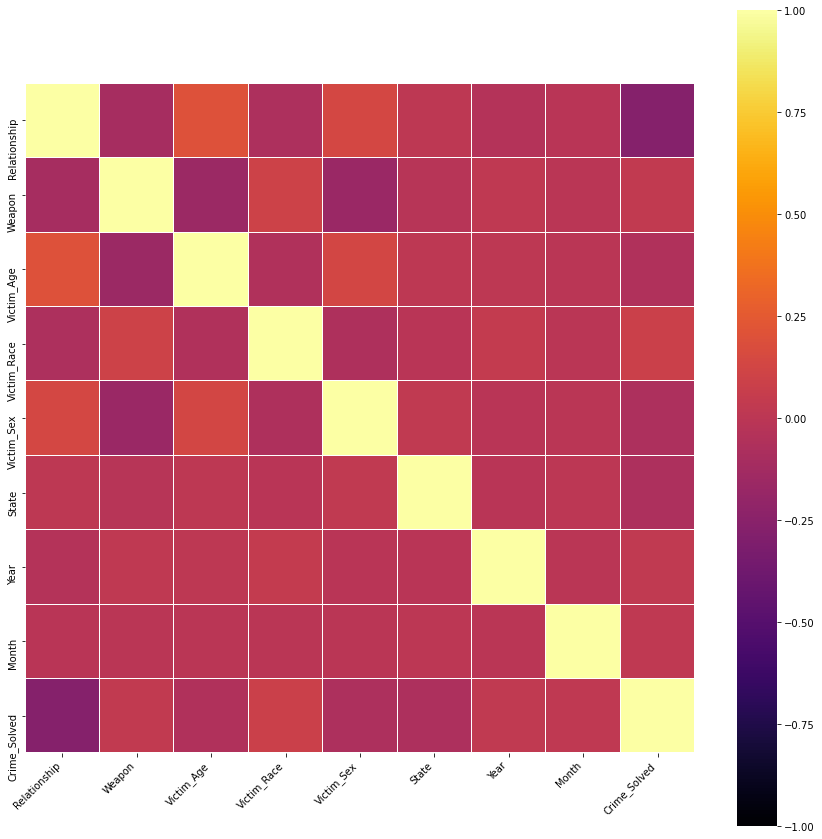 Relationship
Weapon
Victim_Age
Victim_Race
Victim_Sex
State
Year
Month
Crime_Solved
Relationship
Weapon
Victim_Age
Victim_Race
Victim_Sex
State
Year
Month
Crime_Solved
1.00
0.75
0.50
0.25
0.00
−0.25
−0.50
−0.75
−1.00